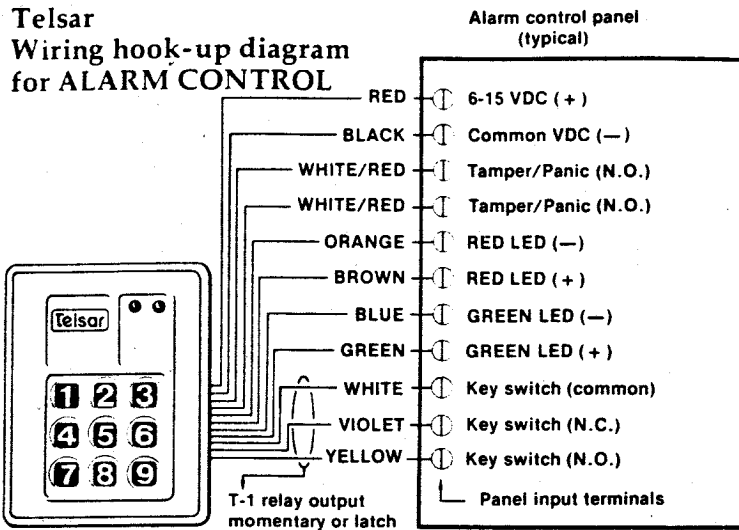 Telsar
Wiring hook-up diagram
for ALARM CONTROL
Alarm control panel
(typical)
RED 6-15 VDC (+)
BLACK Common VDC (—)
WHITE/RED Tamper/Panic (N.O.)
WHITE/RED Tamper/Panic (N.O.)
ORANGE RED LED (—)
BROWN RED LED (+)
BLUE GREEN LED (—)
GREEN GREEN LED (+)
WHITE Key switch (common)
VIOLET Key switch (N.C.)
YELLOW Key switch (N.O.)
Telsar
1 2 3
4 5 6
7 8 9
T-1 relay output
momentary or latch
Panel input terminals